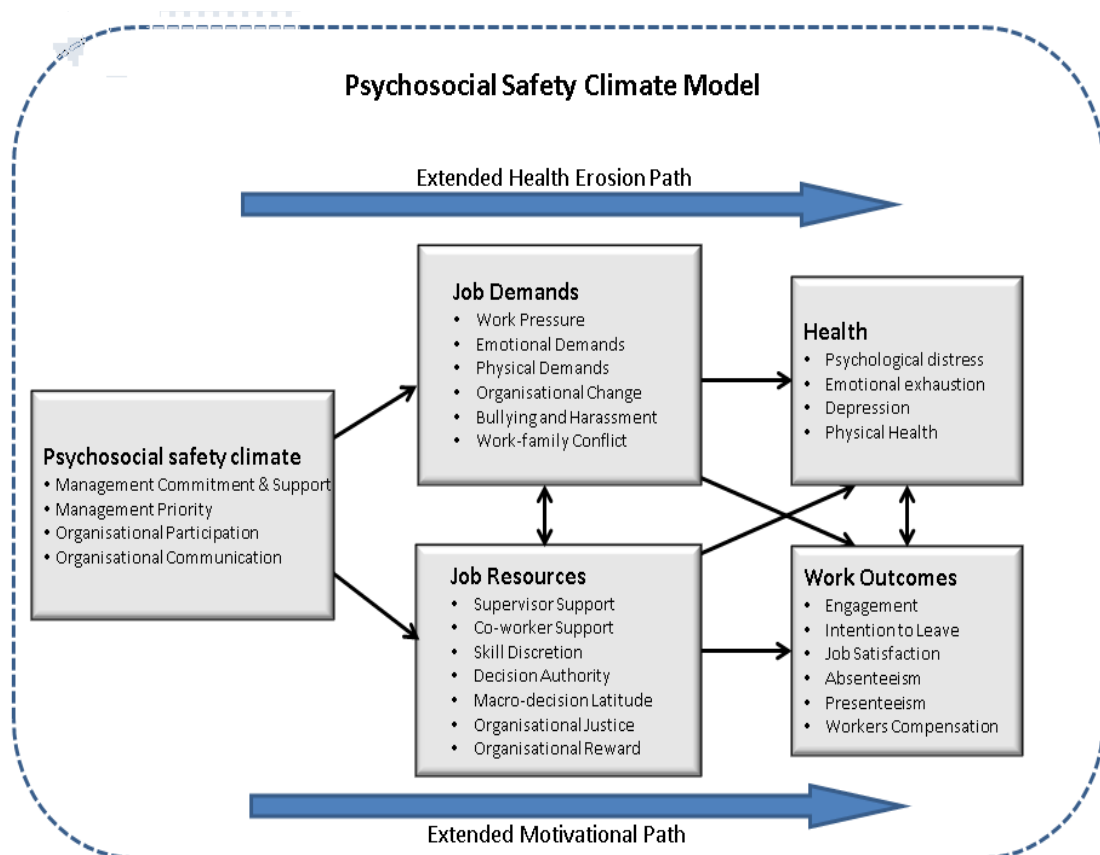 Psychosocial Safety Climate Model
Extended Health Erosion Path
Psychosocial safety climate
• Management Commitment & Support
• Management Priority
• Organisational Participation
• Organisational Communication
Job Demands
• Work Pressure
• Emotional Demands
• Physical Demands
• Organisational Change
• Bullying and Harassment
• Work-family Conflict
Job Resources
• Supervisor Support
• Co-worker Support
• Skill Discretion
• Decision Authority
• Macro-decision Latitude
• Organisational Justice
• Organisational Reward
Health
• Psychological distress
• Emotional exhaustion
• Depression
• Physical Health
Work Outcomes
• Engagement
• Intention to Leave
• Job Satisfaction
• Absenteeism
• Presenteeism
• Workers Compensation
Extended Motivational Path